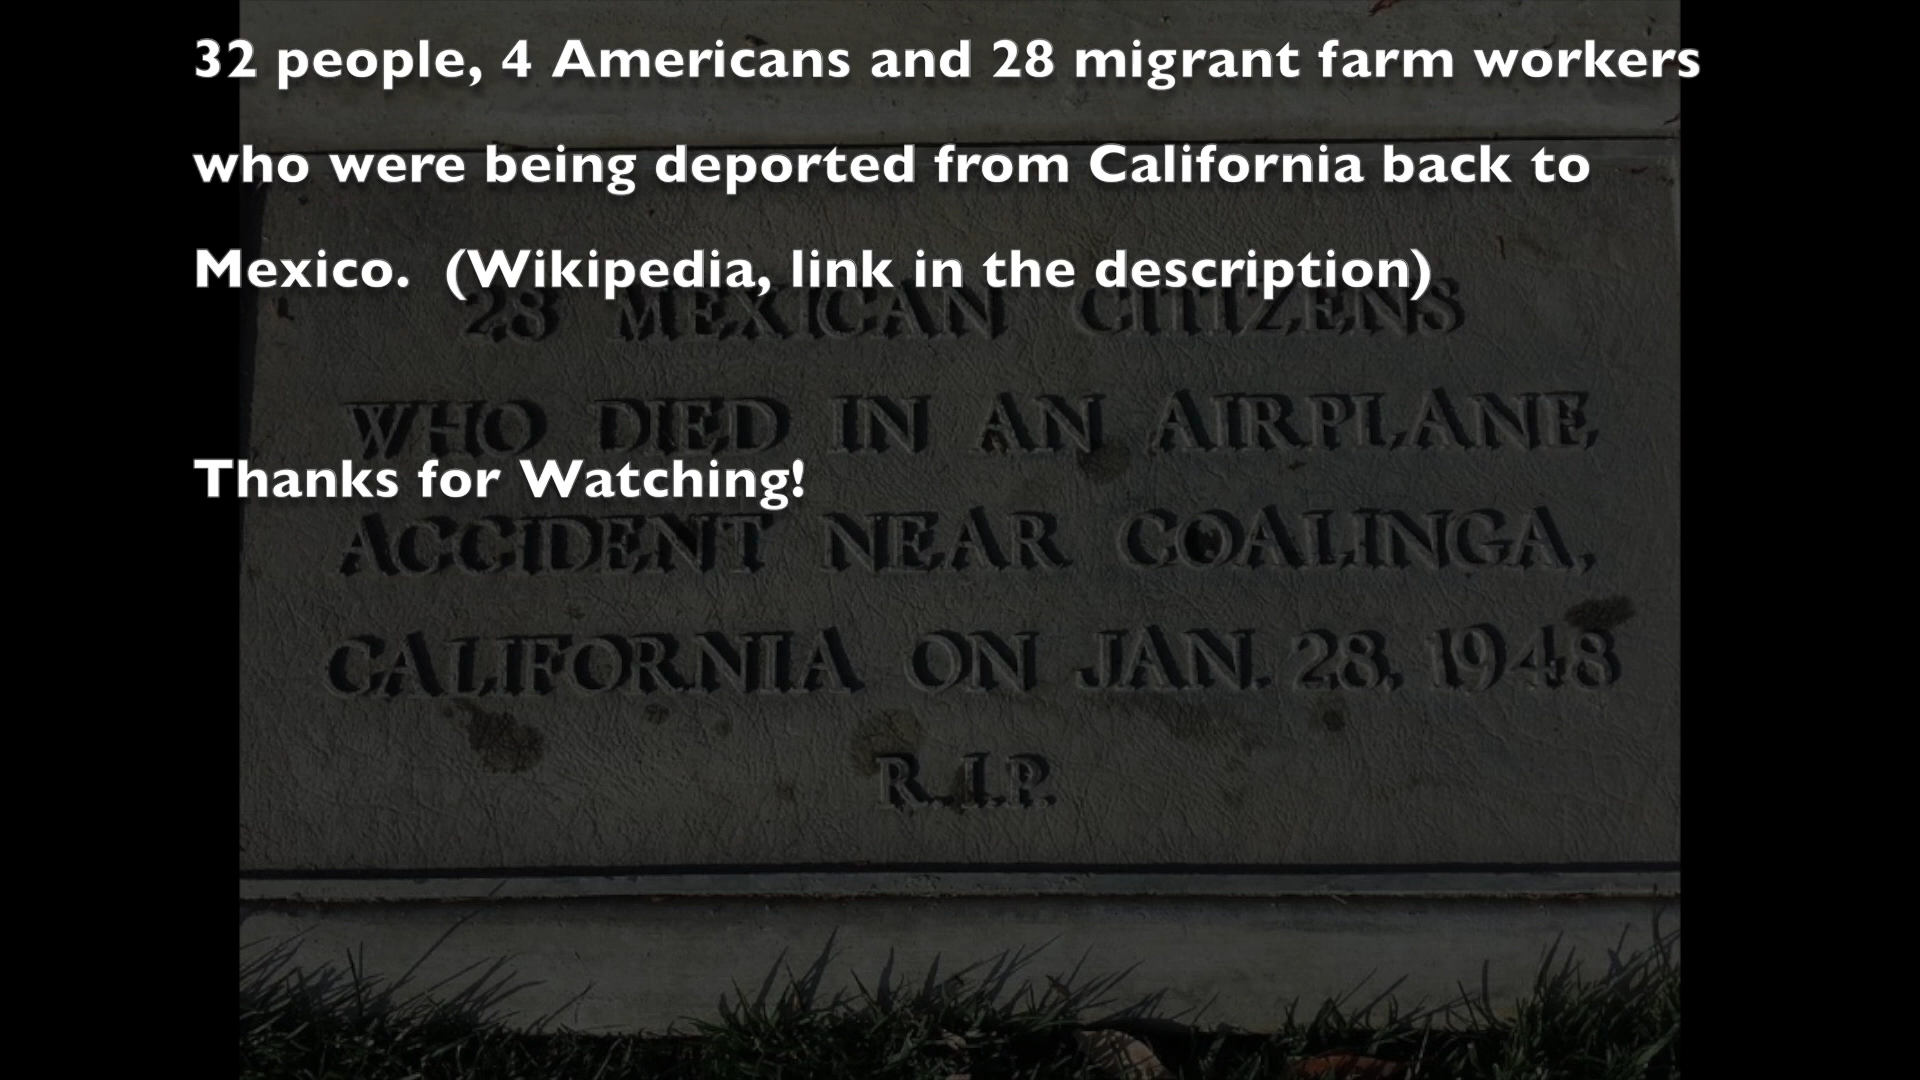 32 people, 4 Americans and 28 migrant farm workers
who were being deported from California back to
Mexico.  (Wikipedia, link in the description)
28 MEXICAN CITIZENS
WHO DIED IN AN AIRPLANE
Thanks for Watching!
ACCIDENT NEAR COALINGA,
CALIFORNIA ON JAN. 28, 1948
R.I.P.